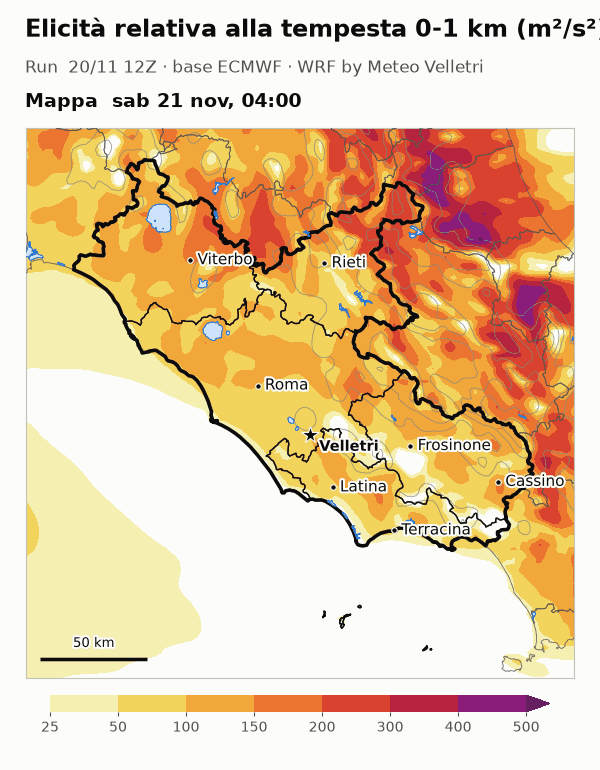 Elicità relativa alla tempesta 0-1 km (m²/s²)
Run  20/11 12Z · base ECMWF · WRF by Meteo Velletri
Mappa  sab 21 nov, 04:00
Viterbo
Rieti
Roma
Velletri
Frosinone
Latina
Cassino
Terracina
50 km
25 50 100 150 200 300 400 500